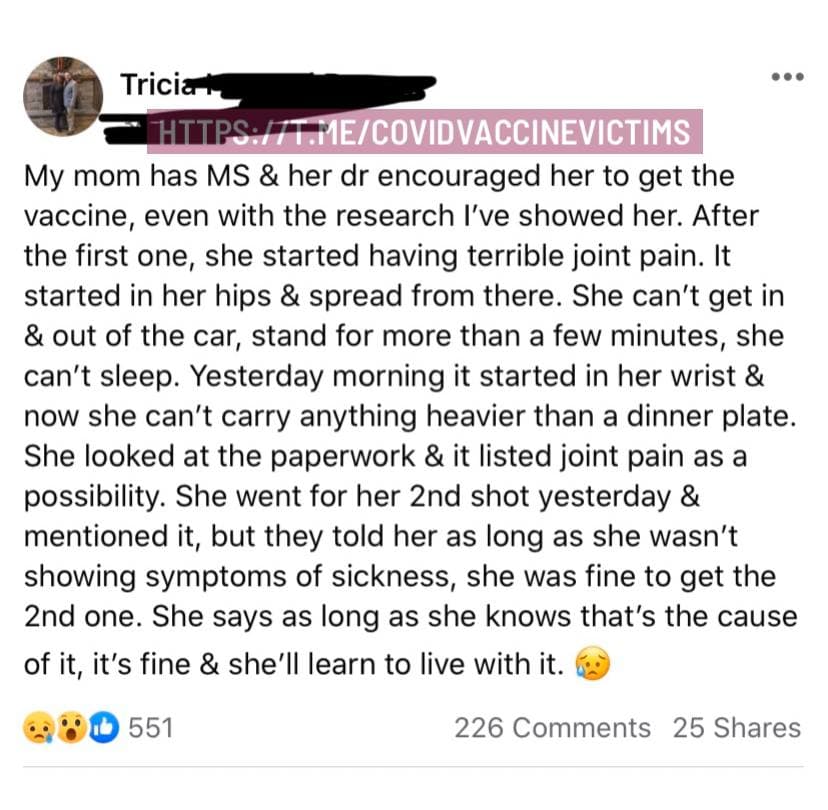 Tricia
HTTPS://T.ME/COVIDVACCINEVICTIMS
My mom has MS & her dr encouraged her to get the
vaccine, even with the research I've showed her. After
the first one, she started having terrible joint pain. It
started in her hips & spread from there. She can't get in
& out of the car, stand for more than a few minutes, she
can't sleep. Yesterday morning it started in her wrist &
now she can't carry anything heavier than a dinner plate.
She looked at the paperwork & it listed joint pain as a
possibility. She went for her 2nd shot yesterday &
mentioned it, but they told her as long as she wasn't
showing symptoms of sickness, she was fine to get the
2nd one. She says as long as she knows that's the cause
of it, it's fine & she'll learn to live with it. 😥
551 226 Comments 25 Shares